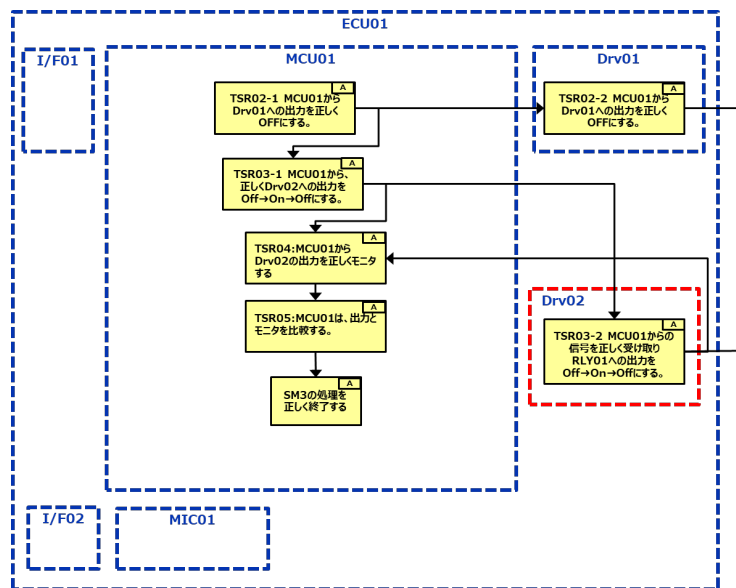 ECU01
I/F01
MCU01
Drv01
A
TSR02-1 MCU01から
Drv01への出力を正しく
OFFにする。
A
TSR02-2 MCU01から
Drv01への出力を正しく
OFFにする。
A
TSR03-1 MCU01から、
正しくDrv02への出力を
Off→On→Offにする。
A
TSR04:MCU01から
Drv02の出力を正しくモニタ
する
Drv02
A
TSR05:MCU01は、出力と
モニタを比較する。
A
TSR03-2 MCU01からの
信号を正しく受け取り
RLY01への出力を
Off→On→Offにする。
A
SM3の処理を
正しく終了する
I/F02
MIC01